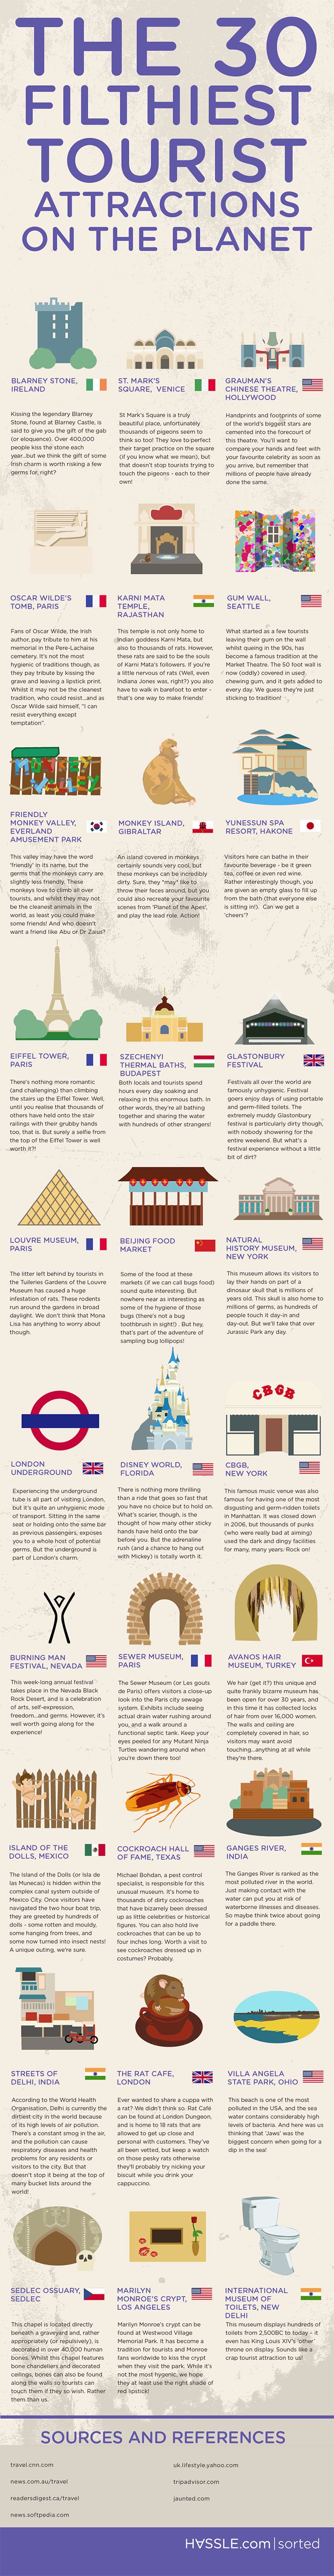 THE 30
FILTHIEST
TOURIST
ATTRACTIONS
ON THE PLANET
BLARNEY STONE,
IRELAND
Kissing the legendary Blarney
Stone, found at Blarney Castle, is
said to give you the gift of the gab
(or eloquence). Over 400,000
people kiss the stone each
year...but we think the gift of some
Irish charm is worth risking a few
germs for, right?
ST. MARK'S
SQUARE, VENICE
St Mark's Square is a truly
beautiful place, unfortunately
thousands of pigeons seem to
think so too! They love to perfect
their target practice on the square
(if you know what we mean), but
that doesn't stop tourists trying to
touch the pigeons - each to their
own!
GRAUMAN'S
CHINESE THEATRE,
HOLLYWOOD
Handprints and footprints of some
of the world's biggest stars are
cemented into the forecourt of
this theatre. You'll want to
compare your hands and feet with
your favourite celebrity as soon as
you arrive, but remember that
millions of people have already
done the same.
OSCAR WILDE'S
TOMB, PARIS
Fans of Oscar Wilde, the Irish
author, pay tribute to him at his
memorial in the Pere-Lachaise
cemetery. It's not the most
hygienic of traditions though, as
they pay tribute by kissing the
grave and leaving a lipstick print.
Whilst it may not be the cleanest
tradition, who could resist...and as
Oscar Wilde said himself, "I can
resist everything except
temptation".
KARNI MATA
TEMPLE,
RAJASTHAN
This temple is not only home to
Indian goddess Karni Mata, but
also to thousands of rats. However,
these rats are said to be the souls
of Karni Mata's followers. If you're
a little nervous of rats (Well, even
Indiana Jones was, right?) you also
have to walk in barefoot to enter -
that's one way to make friends!
GUM WALL,
SEATTLE
What started as a few tourists
leaving their gum on the wall
whilst queuing in the 90s, has
become a famous tradition at the
Market Theatre. The 50 foot wall is
now (oddly) covered in used
chewing gum, and it gets added to
every day. We guess they're just
sticking to tradition!
MONKEY VALLEY
FRIENDLY
MONKEY VALLEY,
EVERLAND
AMUSEMENT PARK
This valley may have the word
'friendly' in its name, but the
germs that the monkeys carry are
slightly less friendly. These
monkeys love to climb all over
tourists, and whilst they may not
be the cleanest animals in the
world, at least you could make
some friends! And who doesn't
want a friend like Abu or Dr Zaius?
MONKEY ISLAND,
GIBRALTAR
An island covered in monkeys
certainly sounds very cool, but
these monkeys can be incredibly
dirty. Sure, they "may" like to
throw their faces around, but you
could also recreate your favourite
scenes from 'Planet of the Apes',
and play the lead role. Action!
YUNESSUN SPA
RESORT, HAKONE
Visitors here can bathe in their
favourite beverage - be it green
tea, coffee or even red wine.
Rather interestingly though, you
are given an empty glass to fill up
from the bath (that everyone else
is sitting in!). Can we get a
'cheers'?
EIFFEL TOWER,
PARIS
There's nothing more romantic
(and challenging) than climbing
the stairs up the Eiffel Tower. Well,
until you realise that thousands of
others have held onto the stair
railings with their grubby hands
too, that is. But surely a selfie from
the top of the Eiffel Tower is well
worth it?!
SZECHENYI
THERMAL BATHS,
BUDAPEST
Both locals and tourists spend
hours every day soaking and
relaxing in this enormous bath. In
other words, they're all bathing
together and sharing the water
with hundreds of other strangers!
GLASTONBURY
FESTIVAL
Festivals all over the world are
famously unhygienic. Festival
goers enjoy days of using portable
and germ-filled toilets. The
extremely muddy Glastonbury
festival is particularly dirty though,
with nobody showering for the
entire weekend. But what's a
festival experience without a little
bit of dirt?
LOUVRE MUSEUM,
PARIS
The litter left behind by tourists in
the Tuileries Gardens of the Louvre
Museum has caused a huge
infestation of rats. These rodents
run around the gardens in broad
daylight. We don't think that Mona
Lisa has anything to worry about
though.
BEIJING FOOD
MARKET
Some of the food at these
markets (if we can call bugs food)
sound quite interesting. But
nowhere near as interesting as
some of the hygiene of those
bugs (there's not a bug
toothbrush in sight!) . But hey,
that's part of the adventure of
sampling bug lollipops!
NATURAL
HISTORY MUSEUM,
NEW YORK
This museum allows its visitors to
lay their hands on part of a
dinosaur skull that is millions of
years old. This skull is also home to
millions of germs, as hundreds of
people touch it day-in and
day-out. But we'll take that over
Jurassic Park any day.
LONDON
UNDERGROUND
Experiencing the underground
tube is all part of visiting London,
but it's quite an unhygienic mode
of transport. Sitting in the same
seat or holding onto the same bar
as previous passengers, exposes
you to a whole host of potential
germs. But the underground is
part of London's charm.
DISNEY WORLD,
FLORIDA
There is nothing more thrilling
than a ride that goes so fast that
you have no choice but to hold on.
What's scarier, though, is the
thought of how many other sticky
hands have held onto the bar
before you. But the adrenaline
rush (and a chance to hang out
with Mickey) is totally worth it.
CBGB
CBGB,
NEW YORK
This famous music venue was also
famous for having one of the most
disgusting and germ-ridden toilets
in Manhattan. It was closed down
in 2006, but thousands of punks
(who were really bad at aiming)
used the dark and dingy facilities
for many, many years. Rock on!
BURNING MAN
FESTIVAL, NEVADA
This week-long annual festival
takes place in the Nevada Black
Rock Desert, and is a celebration
of arts, self-expression,
freedom...and germs. However, it's
well worth going along for the
experience!
SEWER MUSEUM,
PARIS
The Sewer Museum (or Les gouts
de Paris) offers visitors a close-up
look into the Paris city sewage
system. Exhibits include seeing
actual drain water rushing around
you, and a walk around a
functional septic tank. Keep your
eyes peeled for any Mutant Ninja
Turtles wandering around when
you're down there too!
AVANOS HAIR
MUSEUM, TURKEY
We hair (get it?) this unique and
quite frankly bizarre museum has
been open for over 30 years, and
in this time it has collected locks
of hair from over 16,000 women.
The walls and ceiling are
completely covered in hair, so
visitors may want avoid
touching...anything at all while
they're there.
ISLAND OF THE
DOLLS, MEXICO
The Island of the Dolls (or Isla de
las Munecas) is hidden within the
complex canal system outside of
Mexico City. Once visitors have
navigated the two hour boat trip,
they are greeted by hundreds of
dolls - some rotten and muddy,
some hanging from trees, and
some now turned into insect nests!
A unique outing, we're sure.
COCKROACH HALL
OF FAME, TEXAS
Michael Bohdan, a pest control
specialist, is responsible for this
unusual museum. It's home to
thousands of dirty cockroaches
that have bizarrely been dressed
up as little celebrities or historical
figures. You can also hold live
cockroaches that can be up to
four inches long. Worth a visit to
see cockroaches dressed up in
costumes? Probably.
GANGES RIVER,
INDIA
The Ganges River is ranked as the
most polluted river in the world.
Just making contact with the
water can put you at risk of
waterborne illnesses and diseases.
So maybe think twice about going
for a paddle there.
STREETS OF
DELHI, INDIA
According to the World Health
Organisation, Delhi is currently the
dirtiest city in the world because
of its high levels of air pollution.
There's a constant smog in the air,
and the pollution can cause
respiratory diseases and health
problems for any residents or
visitors to the city. But that
doesn't stop it being at the top of
many bucket lists around the
world!
THE RAT CAFE,
LONDON
Ever wanted to share a cuppa with
a rat? We didn't think so. Rat Café
can be found at London Dungeon,
and is home to 18 rats that are
allowed to get up close and
personal with customers. They've
all been vetted, but keep a watch
on those pesky rats otherwise
they'll probably try nicking your
biscuit while you drink your
cappuccino.
VILLA ANGELA
STATE PARK, OHIO
This beach is one of the most
polluted in the USA, and the sea
water contains considerably high
levels of bacteria. And here was us
thinking that 'Jaws' was the
biggest concern when going for a
dip in the sea!
SEDLEC OSSUARY,
SEDLEC
This chapel is located directly
beneath a graveyard and, rather
appropriately (or repulsively), is
decorated in over 40,000 human
bones. Whilst this chapel features
bone chandeliers and decorated
ceilings, bones can also be found
along the walls so tourists can
touch them if they so wish. Rather
them than us.
MARILYN
MONROE'S CRYPT,
LOS ANGELES
Marilyn Monroe's crypt can be
found at Westwood Village
Memorial Park. It has become a
tradition for tourists and Monroe
fans worldwide to kiss the crypt
when they visit the park. While it's
not the most hygienic, we hope
they at least use the right shade of
red lipstick!
INTERNATIONAL
MUSEUM OF
TOILETS, NEW
DELHI
This museum displays hundreds of
toilets from 2,500BC to today - it
even has King Louis XIV's 'other'
throne on display. Sounds like a
crap tourist attraction to us!
SOURCES AND REFERENCES
travel.cnn.com
news.com.au/travel
readersdigest.ca/travel
news.softpedia.com
uk.lifestyle.yahoo.com
tripadvisor.com
jaunted.com
HASSLE.com | sorted